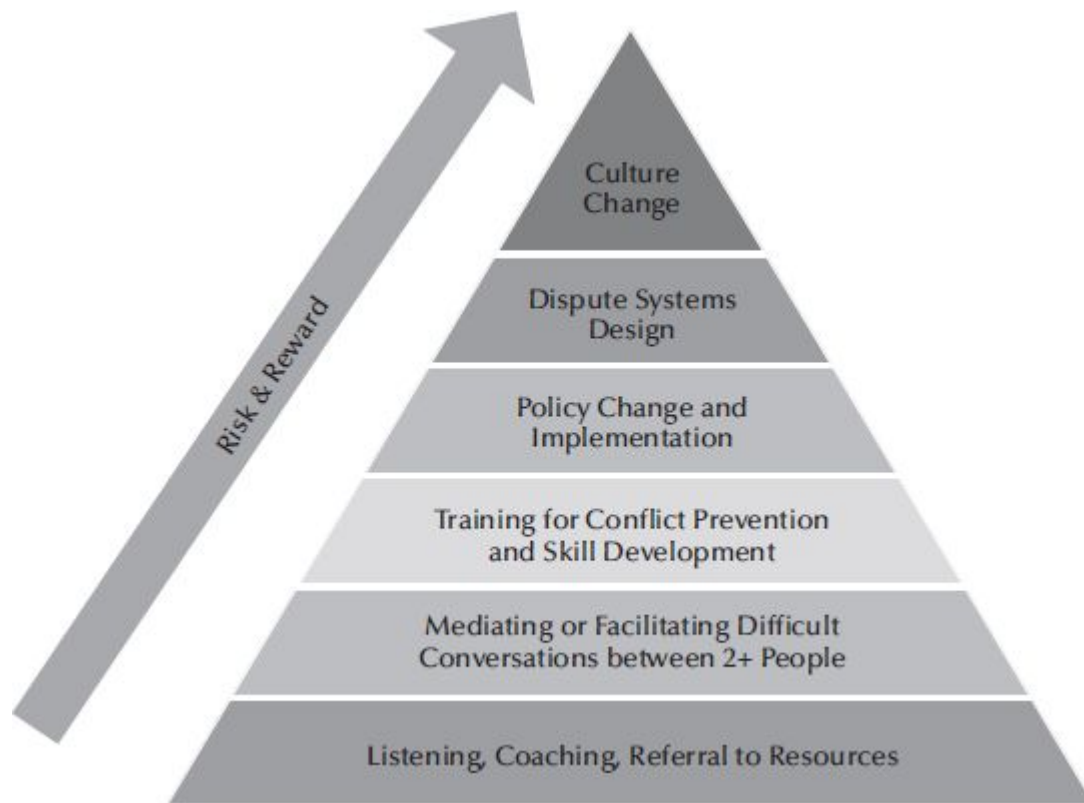 Culture
Change
Dispute Systems
Design
Risk & Reward
Policy Change and
Implementation
Training for Conflict Prevention
and Skill Development
Mediating or Facilitating Difficult
Conversations between 2+ People
Listening, Coaching, Referral to Resources